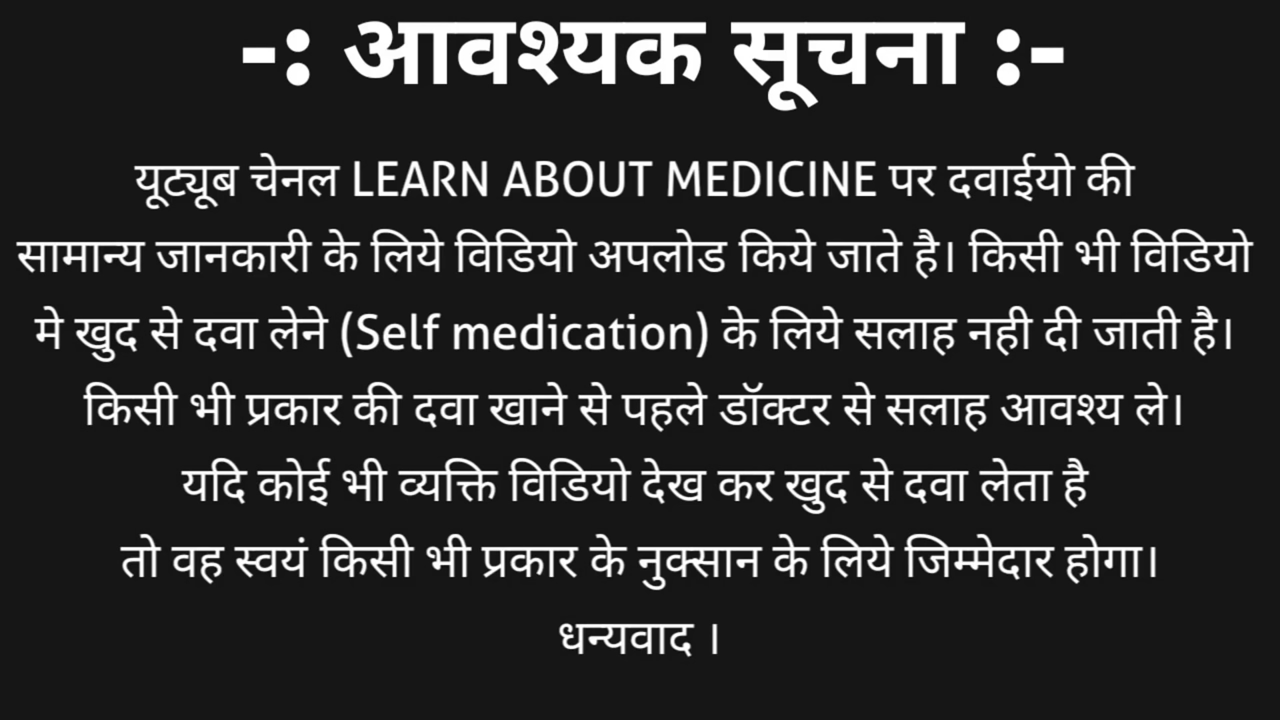 -: आवश्यक सूचना :-
यूट्यूब चेनल LEARN ABOUT MEDICINE पर दवाईयो की
सामान्य जानकारी के लिये विडियो अपलोड किये जाते है। किसी भी विडियो
मे खुद से दवा लेने (Self medication) के लिये सलाह नही दी जाती है।
किसी भी प्रकार की दवा खाने से पहले डॉक्टर से सलाह आवश्य ले।
यदि कोई भी व्यक्ति विडियो देख कर खुद से दवा लेता है
तो वह स्वयं किसी भी प्रकार के नुक्सान के लिये जिम्मेदार होगा।
धन्यवाद ।